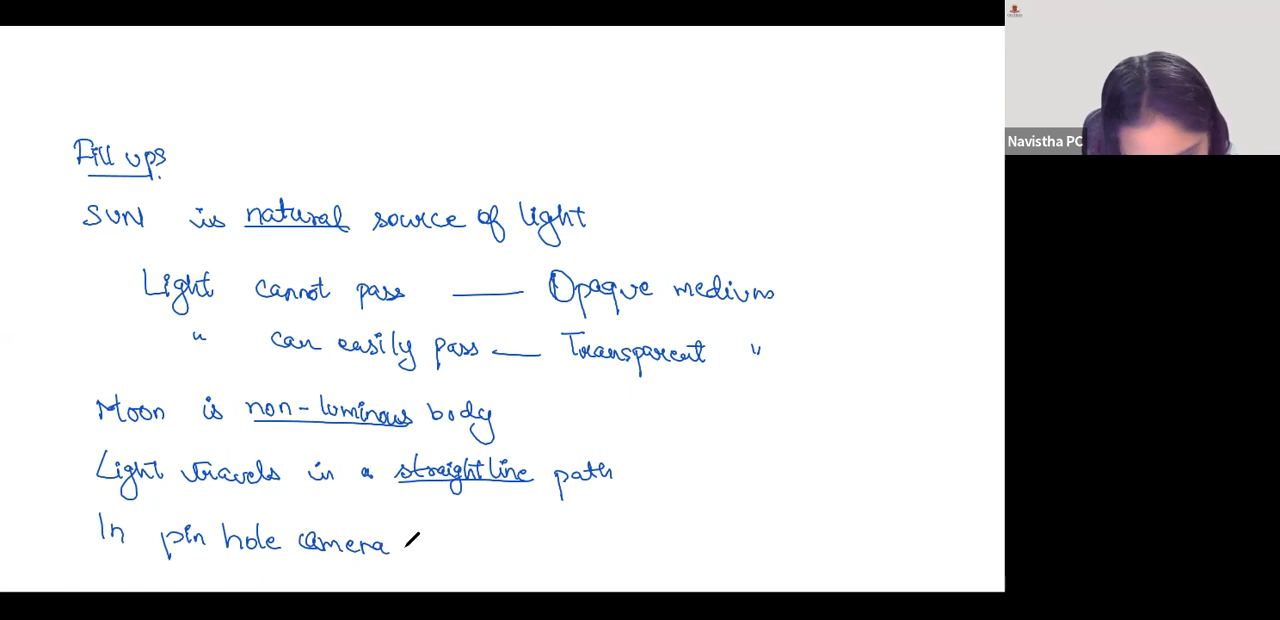 Fill ups
SUN is natural source of light
Light cannot pass —— Opaque mediums
" can easily pass —— Transparent "
Moon is non-luminous body
Light travels in a straight line path
In pin hole camera
Navistha PC